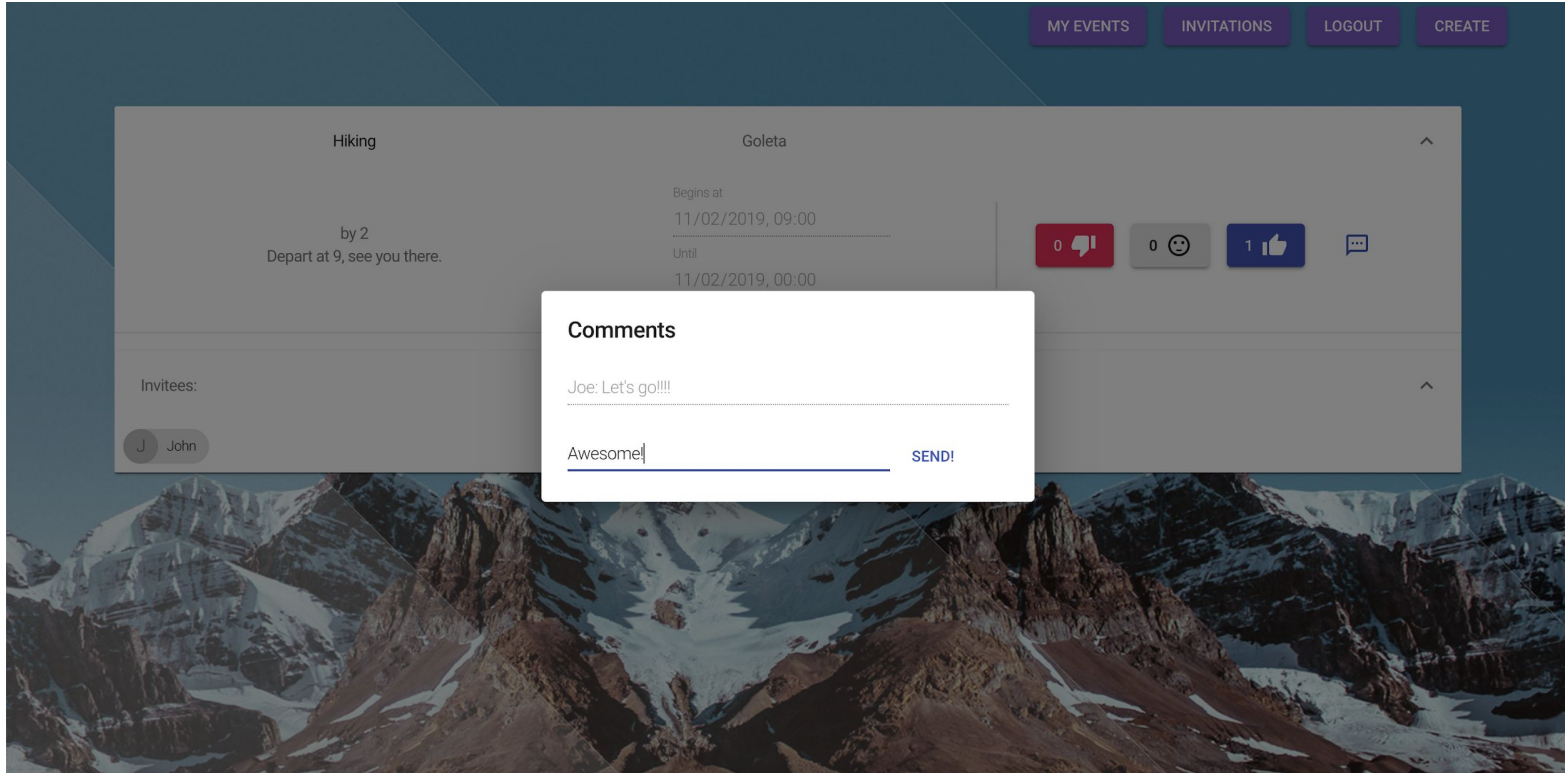 MY EVENTS INVITATIONS LOGOUT CREATE
Hiking Goleta
Begins at
11/02/2019, 09:00
by 2
Depart at 9, see you there.
Until
11/02/2019, 00:00
0 0 1
Comments
Joe: Let's go!!!!
Awesome! SEND!
Invitees:
J John